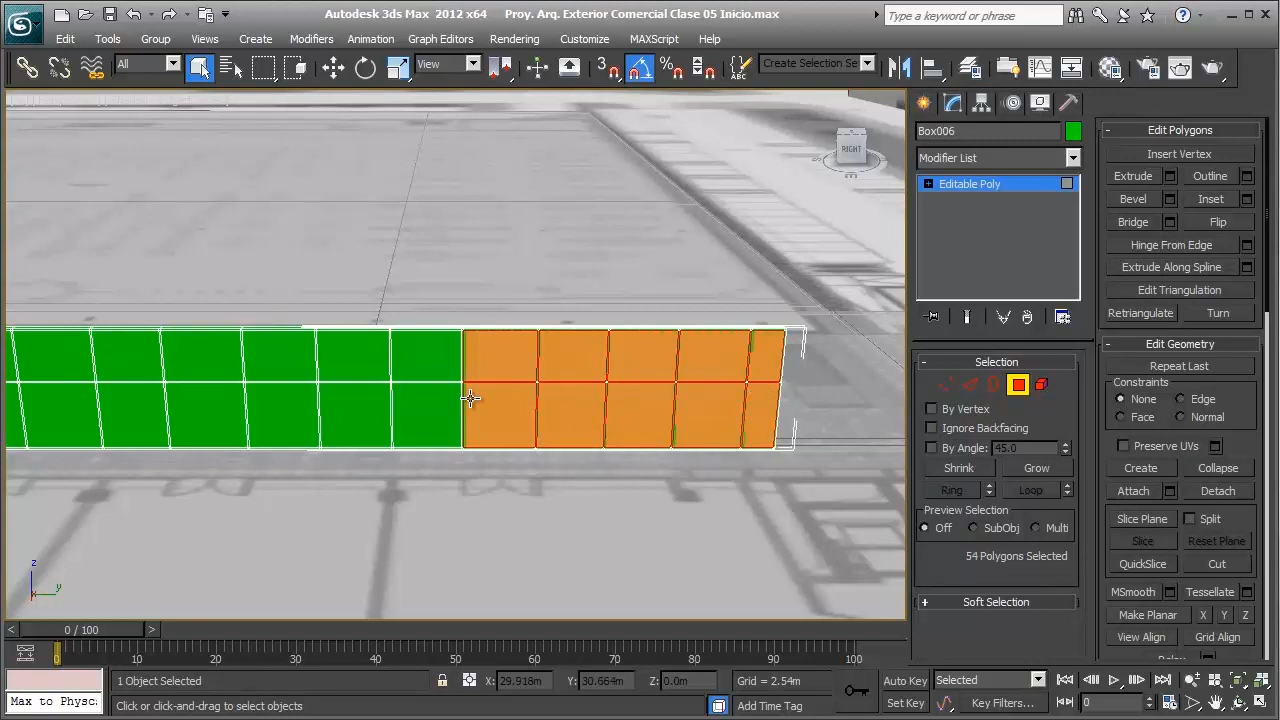 Autodesk 3ds Max 2012 x64 Proy. Arq. Exterior Comercial Clase 05 Inicio.max
Type a keyword or phrase
Edit Tools Group Views Create Modifiers Animation Graph Editors Rendering Customize MAXScript Help
All View Create Selection Se
RIGHT
Box006
Modifier List
Editable Poly
Selection
By Vertex
Ignore Backfacing
By Angle: 45.0
Shrink Grow
Ring Loop
Preview Selection
Off SubObj Multi
54 Polygons Selected
Soft Selection
Edit Polygons
Insert Vertex
Extrude Outline
Bevel Inset
Bridge Flip
Hinge From Edge
Extrude Along Spline
Edit Triangulation
Retriangulate Turn
Edit Geometry
Repeat Last
Constraints
None Edge
Face Normal
Preserve UVs
Create Collapse
Attach Detach
Slice Plane Split
Slice Reset Plane
QuickSlice Cut
MSmooth Tessellate
Make Planar X Y Z
View Align Grid Align
z
x y
0 / 100
0 10 20 30 40 50 60 70 80 90 100
1 Object Selected X: 29.918m Y: 30.664m Z: 0.0m Grid = 2.54m Auto Key Selected
Max to Physc: Click or click-and-drag to select objects Add Time Tag Set Key Key Filters... 0